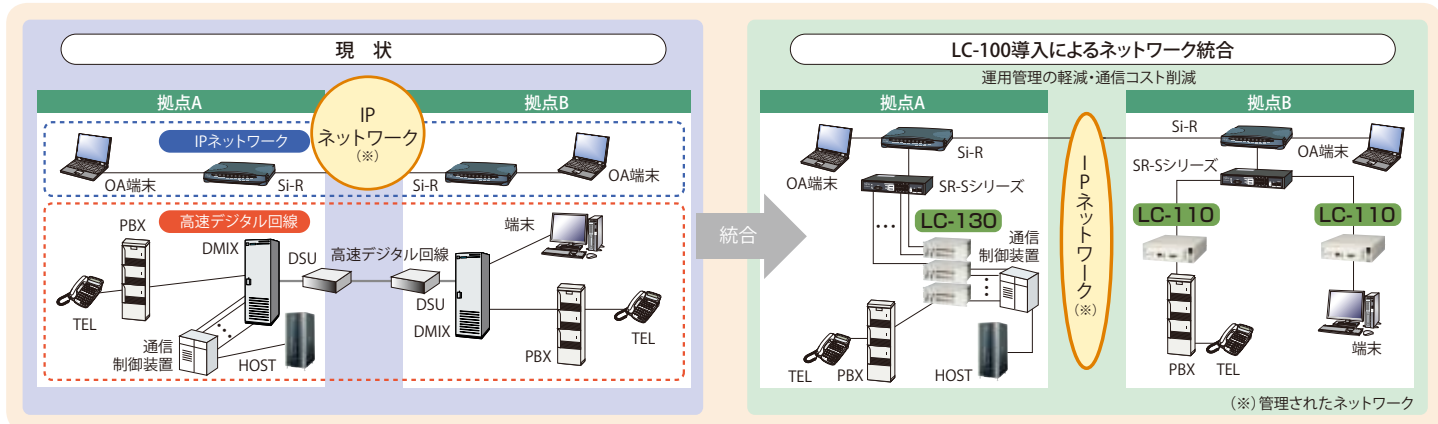 現 状
拠点A
拠点B
IP
ネットワーク
(※)
IPネットワーク
OA端末
Si-R
Si-R
OA端末
高速デジタル回線
PBX
DMIX
DSU
高速デジタル回線
端末
TEL
DSU
DMIX
TEL
通信
制御装置
HOST
PBX
統合
LC-100導入によるネットワーク統合
運用管理の軽減・通信コスト削減
拠点A
拠点B
OA端末
Si-R
Si-R
OA端末
SR-Sシリーズ
SR-Sシリーズ
IPネットワーク(※)
LC-130
LC-110
LC-110
通信
制御装置
TEL
PBX
HOST
PBX
TEL
端末
(※)管理されたネットワーク